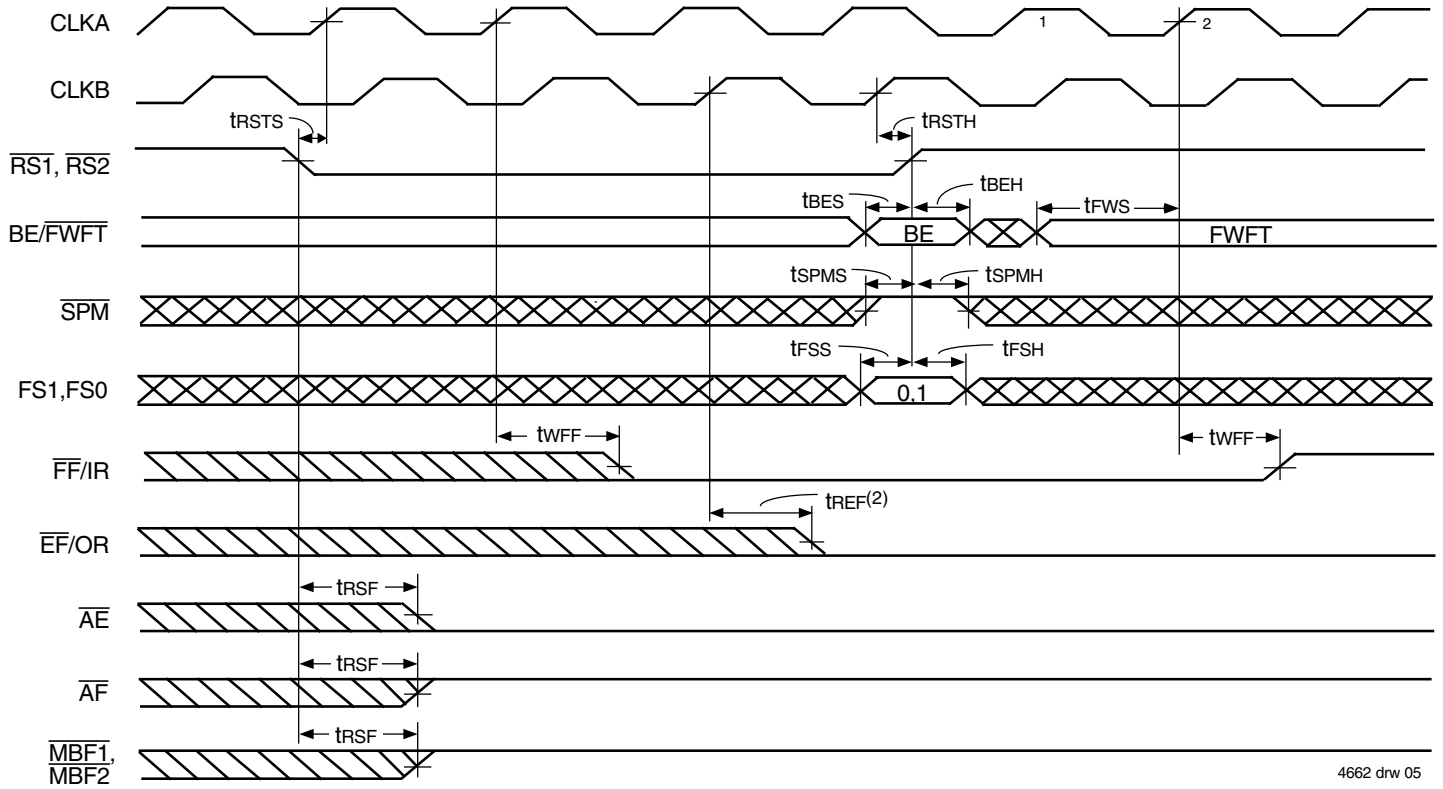 CLKA
1
2
CLKB
tRSTS
tRSTH
RS1, RS2
tBES
tBEH
tFWS
BE/FWFT
BE
FWFT
tSPMS
tSPMH
SPM
tFSS
tFSH
FS1,FS0
0,1
tWFF
tWFF
FF/IR
tREF(2)
EF/OR
tRSF
AE
tRSF
AF
tRSF
MBF1,
MBF2
4662 drw 05